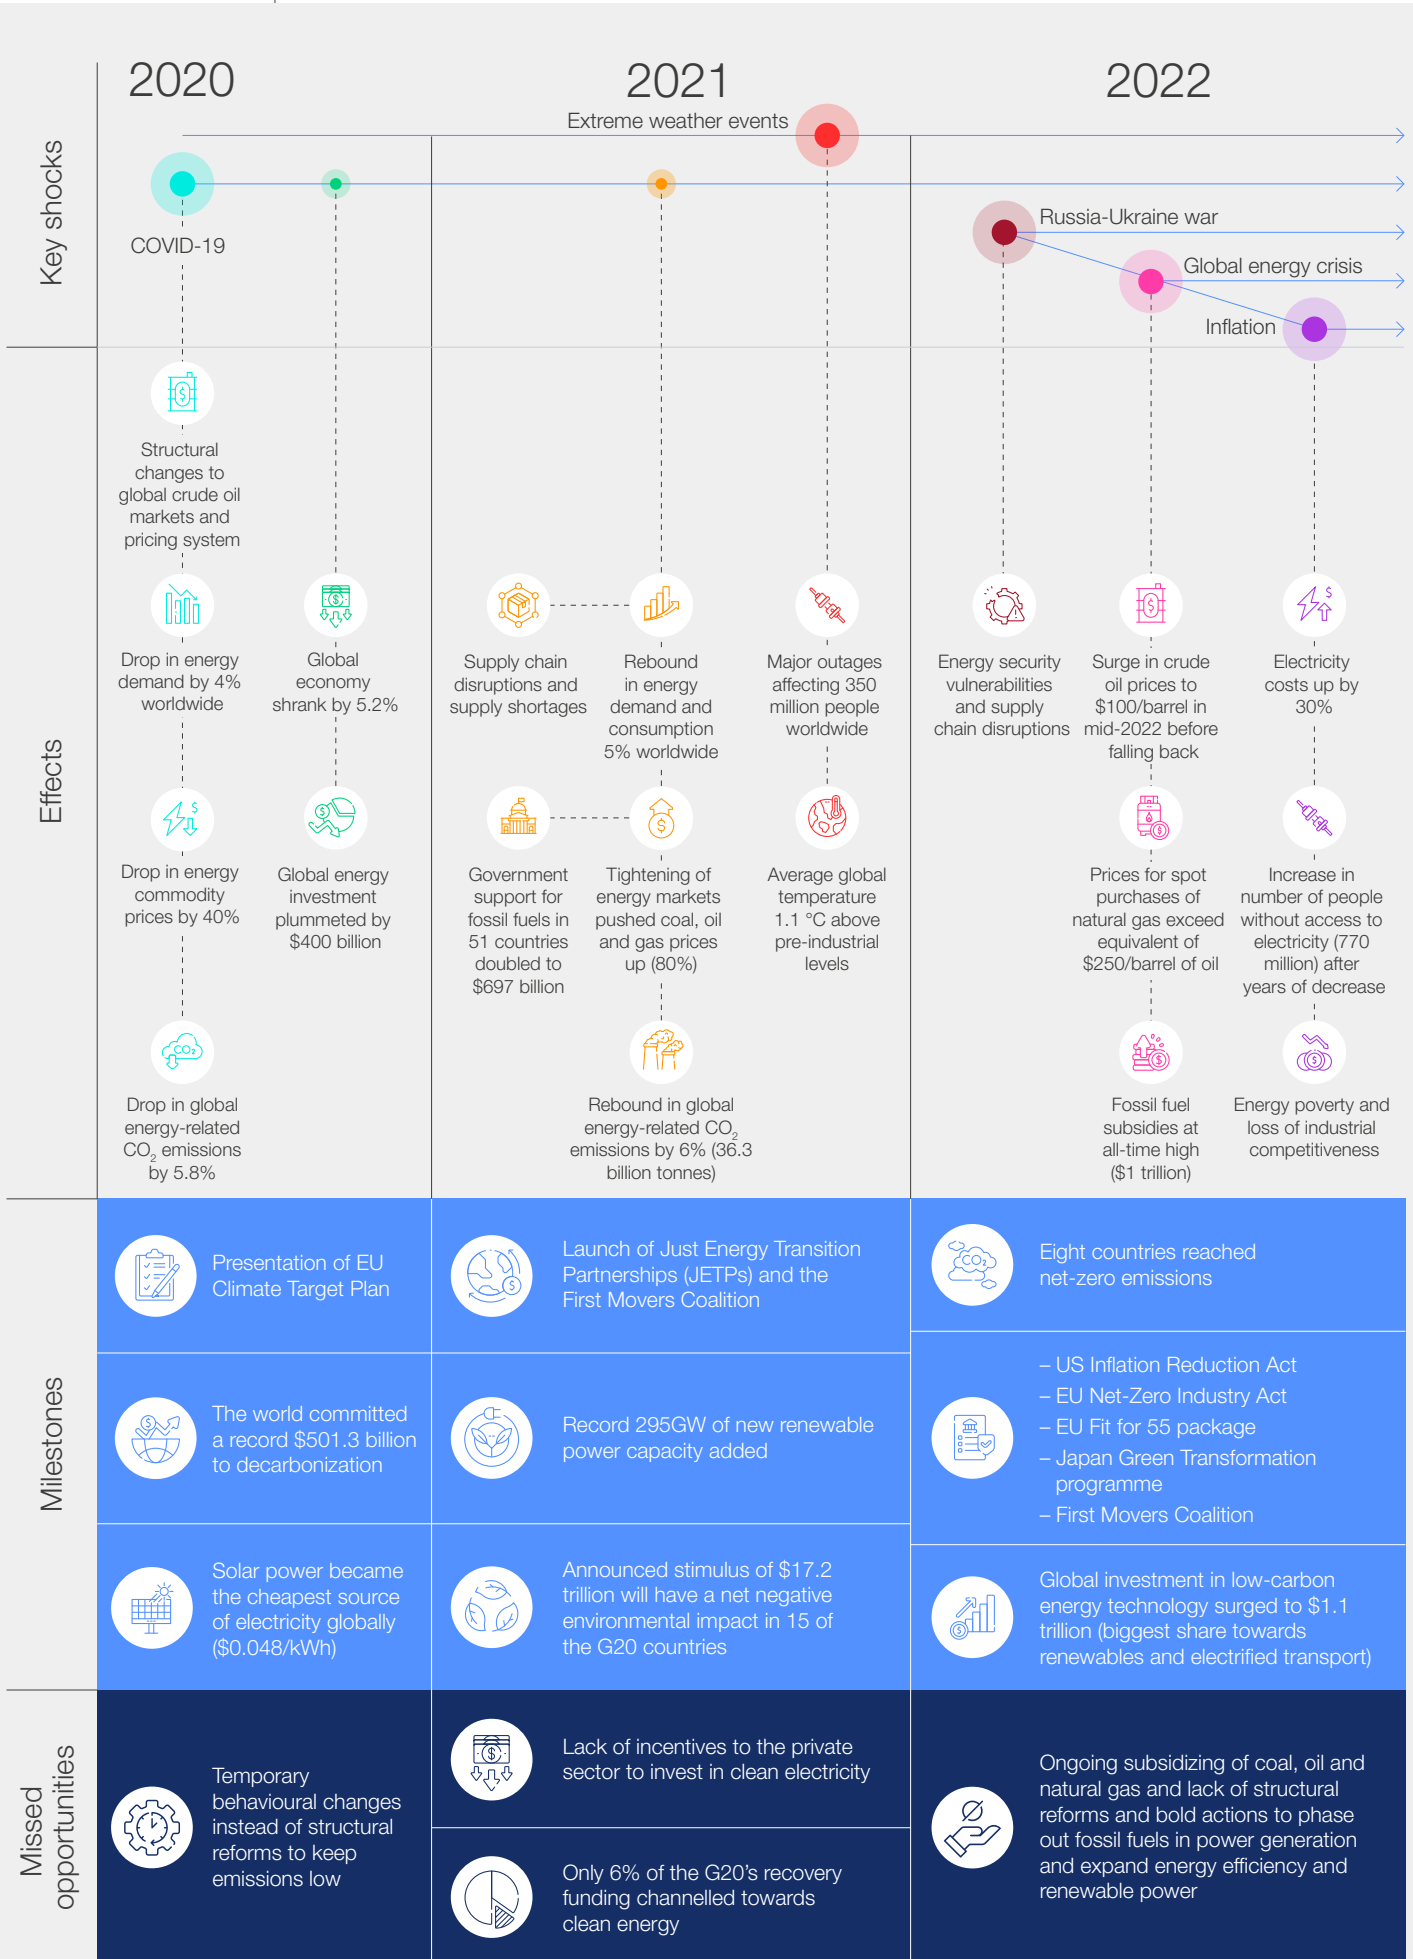 2020
2021
2022
Key shocks
Extreme weather events
COVID-19
Russia-Ukraine war
Global energy crisis
Inflation
Effects
Structural
changes to
global crude oil
markets and
pricing system
Drop in energy
demand by 4%
worldwide
Drop in energy
commodity
prices by 40%
CO2
Drop in global
energy-related
CO2 emissions
by 5.8%
Global
economy
shrank by 5.2%
Global energy
investment
plummeted by
$400 billion
Supply chain
disruptions and
supply shortages
Rebound
in energy
demand and
consumption
5% worldwide
Government
support for
fossil fuels in
51 countries
doubled to
$697 billion
Tightening of
energy markets
pushed coal, oil
and gas prices
up (80%)
Rebound in global
energy-related CO2
emissions by 6% (36.3
billion tonnes)
Major outages
affecting 350
million people
worldwide
Average global
temperature
1.1 °C above
pre-industrial
levels
Energy security
vulnerabilities
and supply
chain disruptions
Surge in crude
oil prices to
$100/barrel in
mid-2022 before
falling back
Prices for spot
purchases of
natural gas exceed
equivalent of
$250/barrel of oil
Fossil fuel
subsidies at
all-time high
($1 trillion)
Electricity
costs up by
30%
Increase in
number of people
without access to
electricity (770
million) after
years of decrease
Energy poverty and
loss of industrial
competitiveness
Milestones
Presentation of EU
Climate Target Plan
The world committed
a record $501.3 billion
to decarbonization
Solar power became
the cheapest source
of electricity globally
($0.048/kWh)
Launch of Just Energy Transition
Partnerships (JETPs) and the
First Movers Coalition
Record 295GW of new renewable
power capacity added
Announced stimulus of $17.2
trillion will have a net negative
environmental impact in 15 of
the G20 countries
CO2
Eight countries reached
net-zero emissions
– US Inflation Reduction Act
– EU Net-Zero Industry Act
– EU Fit for 55 package
– Japan Green Transformation
programme
– First Movers Coalition
Global investment in low-carbon
energy technology surged to $1.1
trillion (biggest share towards
renewables and electrified transport)
Missed
opportunities
Temporary
behavioural changes
instead of structural
reforms to keep
emissions low
Lack of incentives to the private
sector to invest in clean electricity
Only 6% of the G20's recovery
funding channelled towards
clean energy
Ongoing subsidizing of coal, oil and
natural gas and lack of structural
reforms and bold actions to phase
out fossil fuels in power generation
and expand energy efficiency and
renewable power